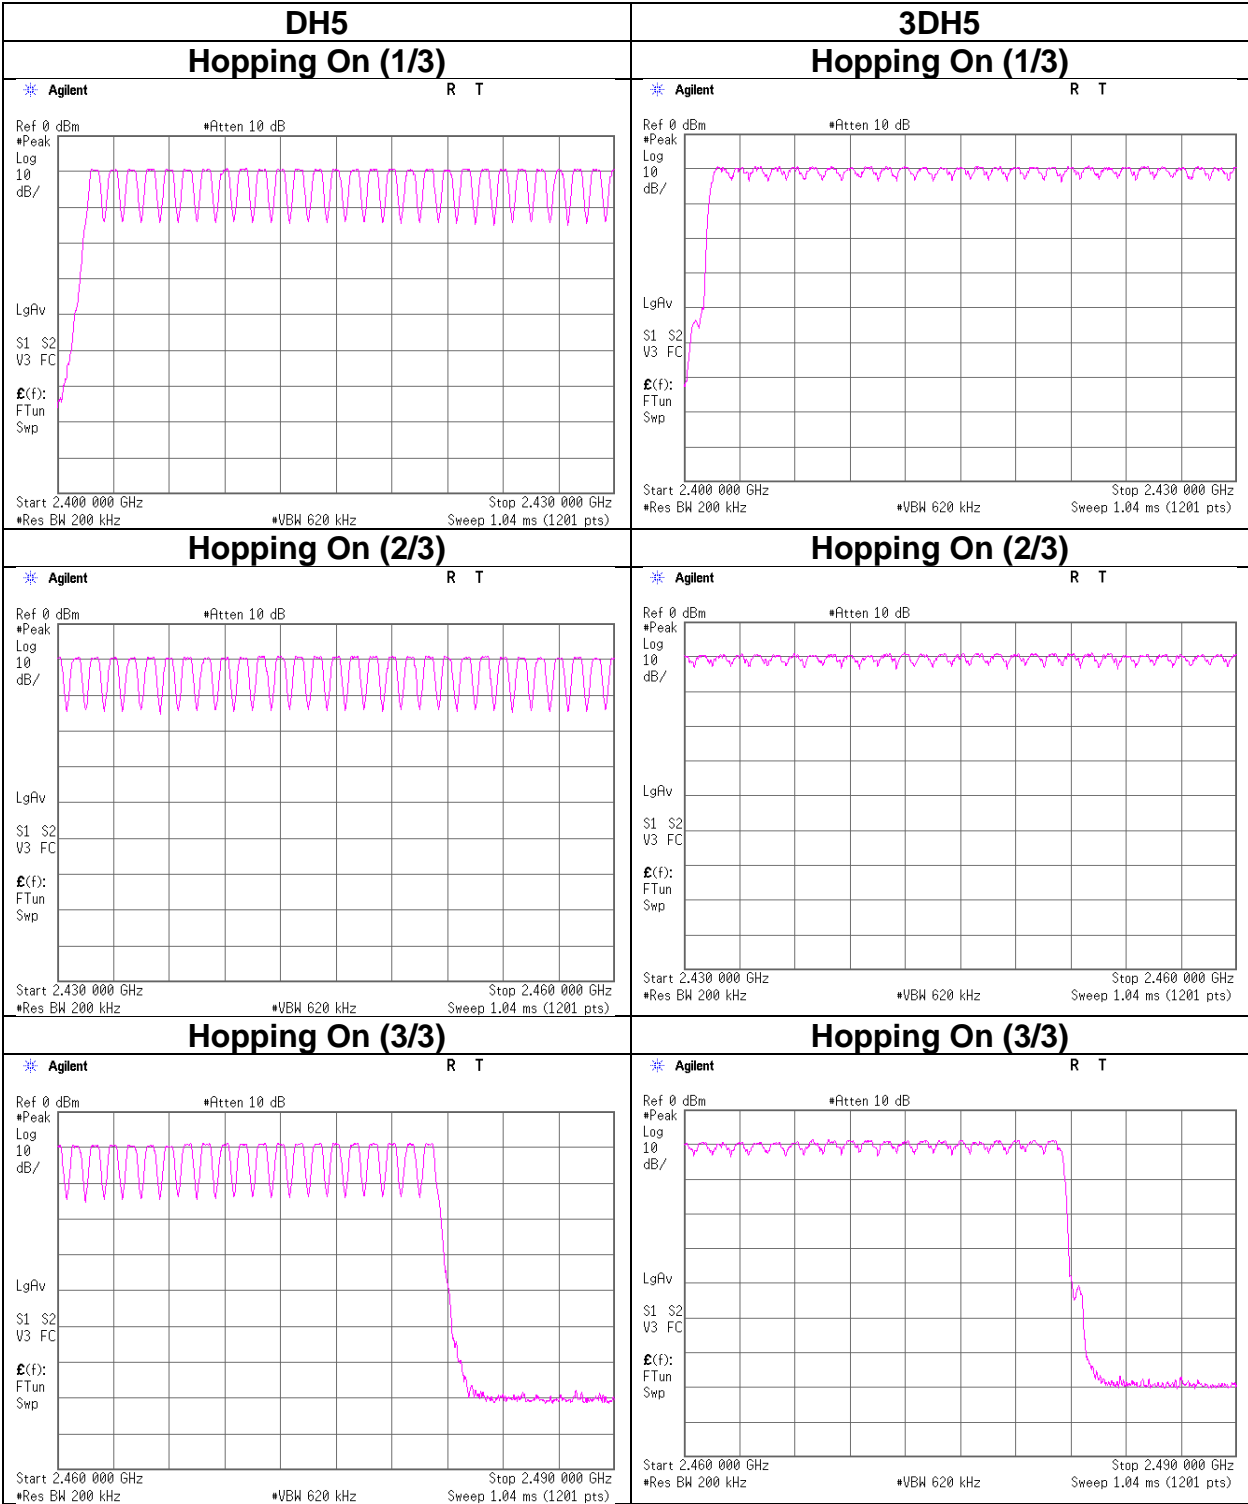 DH5 3DH5
Hopping On (1/3) Hopping On (1/3)
Agilent R T
Ref 0 dBm #Atten 10 dB
#Peak
Log
10
dB/
LgAv
S1 S2
V3 FC
£(f):
FTun
Swp
Start 2.400 000 GHz Stop 2.430 000 GHz
#Res BW 200 kHz #VBW 620 kHz Sweep 1.04 ms (1201 pts)
Agilent R T
Ref 0 dBm #Atten 10 dB
#Peak
Log
10
dB/
LgAv
S1 S2
V3 FC
£(f):
FTun
Swp
Start 2.400 000 GHz Stop 2.430 000 GHz
#Res BW 200 kHz #VBW 620 kHz Sweep 1.04 ms (1201 pts)
Hopping On (2/3) Hopping On (2/3)
Agilent R T
Ref 0 dBm #Atten 10 dB
#Peak
Log
10
dB/
LgAv
S1 S2
V3 FC
£(f):
FTun
Swp
Start 2.430 000 GHz Stop 2.460 000 GHz
#Res BW 200 kHz #VBW 620 kHz Sweep 1.04 ms (1201 pts)
Agilent R T
Ref 0 dBm #Atten 10 dB
#Peak
Log
10
dB/
LgAv
S1 S2
V3 FC
£(f):
FTun
Swp
Start 2.430 000 GHz Stop 2.460 000 GHz
#Res BW 200 kHz #VBW 620 kHz Sweep 1.04 ms (1201 pts)
Hopping On (3/3) Hopping On (3/3)
Agilent R T
Ref 0 dBm #Atten 10 dB
#Peak
Log
10
dB/
LgAv
S1 S2
V3 FC
£(f):
FTun
Swp
Start 2.460 000 GHz Stop 2.490 000 GHz
#Res BW 200 kHz #VBW 620 kHz Sweep 1.04 ms (1201 pts)
Agilent R T
Ref 0 dBm #Atten 10 dB
#Peak
Log
10
dB/
LgAv
S1 S2
V3 FC
£(f):
FTun
Swp
Start 2.460 000 GHz Stop 2.490 000 GHz
#Res BW 200 kHz #VBW 620 kHz Sweep 1.04 ms (1201 pts)